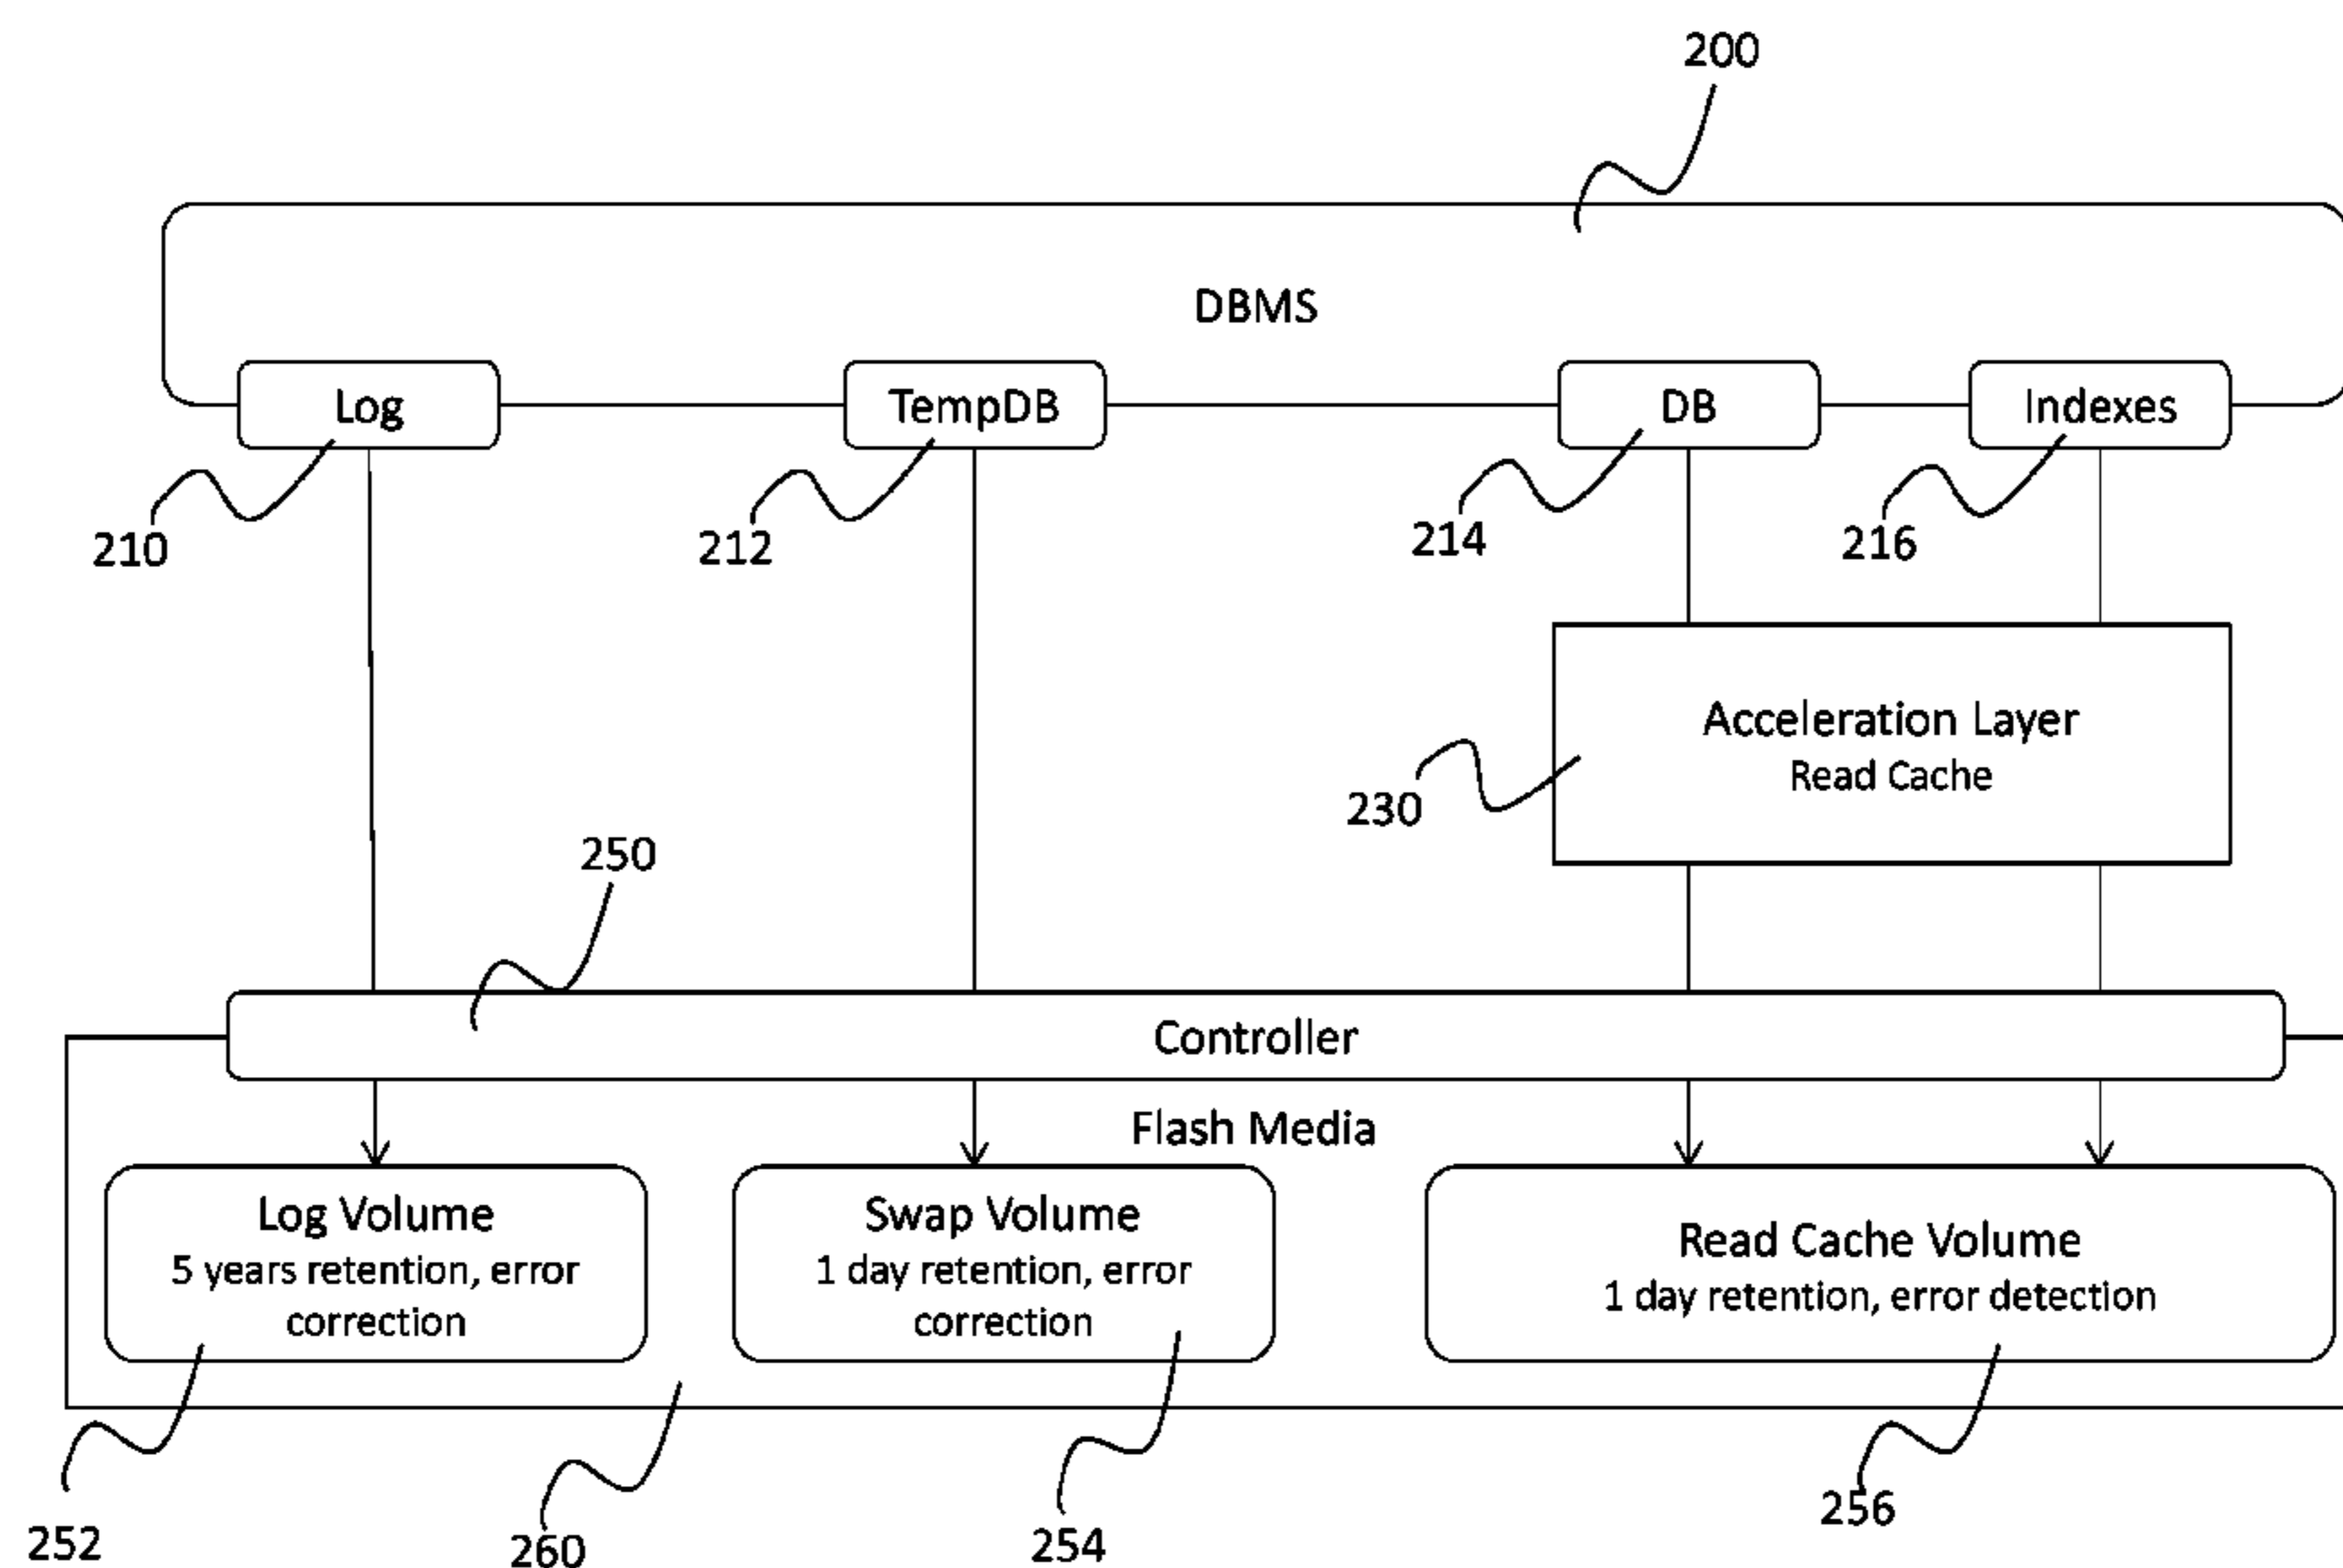 200
DBMS
Log
TempDB
DB
Indexes
210
212
214
216
Acceleration Layer
Read Cache
230
250
Controller
Flash Media
Log Volume
5 years retention, error
correction
Swap Volume
1 day retention, error
correction
Read Cache Volume
1 day retention, error detection
252
260
254
256